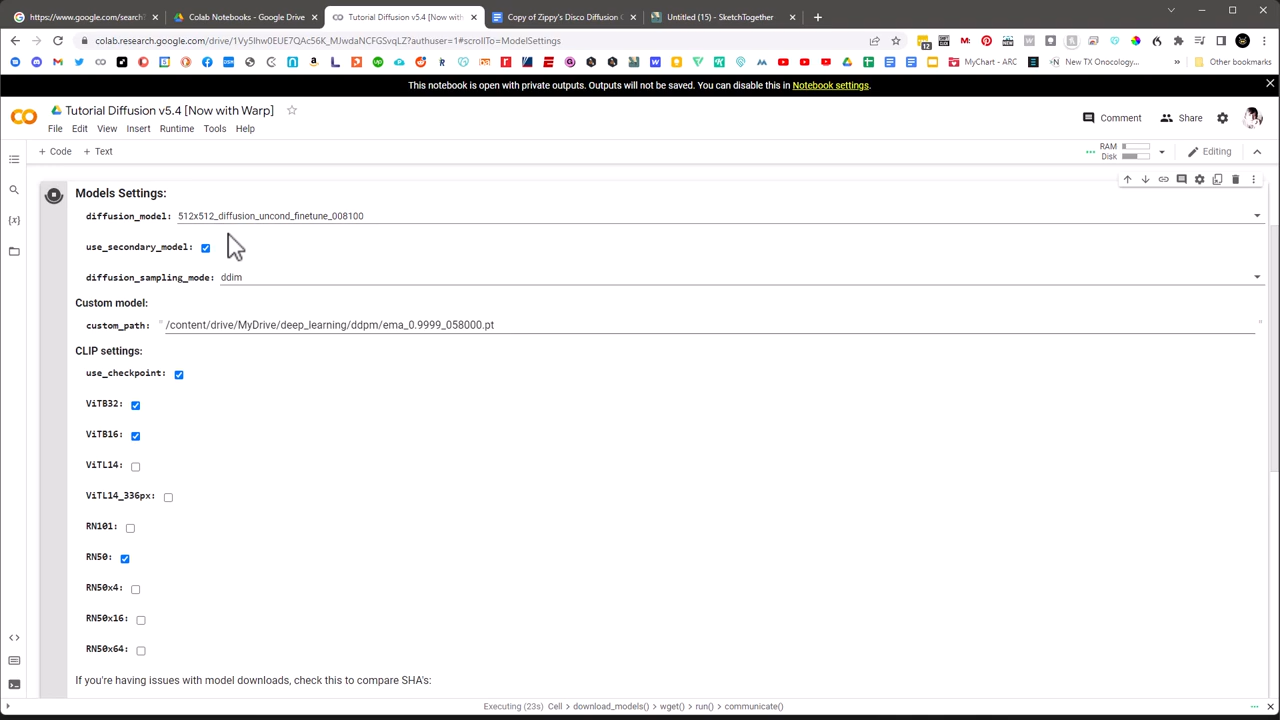 https://www.google.com/search?
Colab Notebooks - Google Drive
Tutorial Diffusion v5.4 [Now with
Copy of Zippy's Disco Diffusion C
Untitled (15) - SketchTogether
colab.research.google.com/drive/1Vy5lhw0EUE7QAc56K_MJwdaNCFGSvqLZ?authuser=1#scrollTo=ModelSettings
12
MyChart - ARC
New TX Oncology...
Other bookmarks
This notebook is open with private outputs. Outputs will not be saved. You can disable this in Notebook settings.
Tutorial Diffusion v5.4 [Now with Warp]
Comment
Share
File Edit View Insert Runtime Tools Help
+ Code + Text
RAM
Disk
Editing
Models Settings:
diffusion_model: 512x512_diffusion_uncond_finetune_008100
use_secondary_model:
diffusion_sampling_mode: ddim
Custom model:
custom_path: "/content/drive/MyDrive/deep_learning/ddpm/ema_0.9999_058000.pt"
CLIP settings:
use_checkpoint:
ViTB32:
ViTB16:
ViTL14:
ViTL14_336px:
RN101:
RN50:
RN50x4:
RN50x16:
RN50x64:
If you're having issues with model downloads, check this to compare SHA's:
Executing (23s) Cell > download_models() > wget() > run() > communicate()